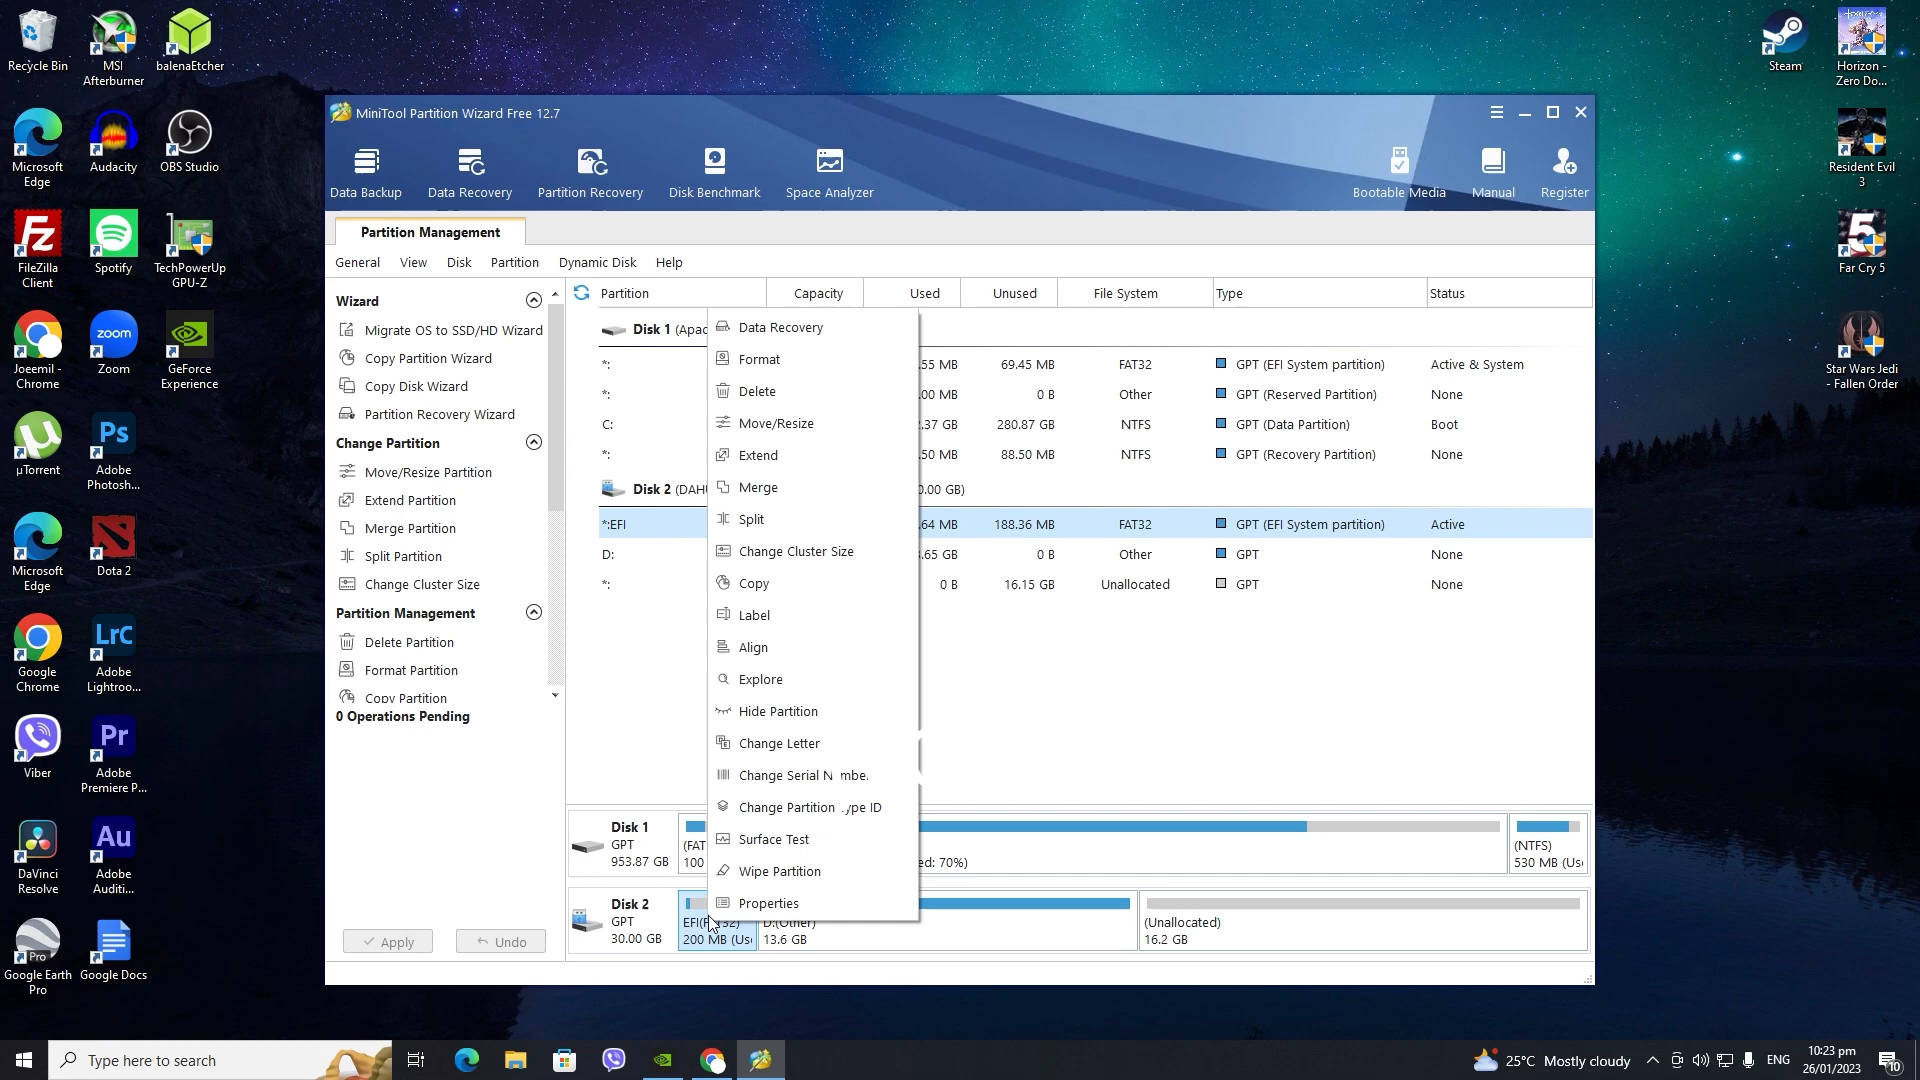 Recycle Bin
MSI
Afterburner
balenaEtcher
Microsoft
Edge
Audacity
OBS Studio
FileZilla
Client
Spotify
TechPowerUp
GPU-Z
Joeemil -
Chrome
Zoom
zoom
GeForce
Experience
µTorrent
Ps
Adobe
Photosh...
Microsoft
Edge
Dota 2
Google
Chrome
LrC
Adobe
Lightroo...
Viber
Pr
Adobe
Premiere P...
DaVinci
Resolve
Au
Adobe
Auditi...
Pro
Google Earth
Pro
Google Docs
Steam
Horizon -
Zero Do...
Resident Evil
3
5
Far Cry 5
Star Wars Jedi
- Fallen Order
MiniTool Partition Wizard Free 12.7
Data Backup
Data Recovery
Partition Recovery
Disk Benchmark
Space Analyzer
Bootable Media
Manual
Register
Partition Management
General View Disk Partition Dynamic Disk Help
Wizard
Migrate OS to SSD/HD Wizard
Copy Partition Wizard
Copy Disk Wizard
Partition Recovery Wizard
Change Partition
Move/Resize Partition
Extend Partition
Merge Partition
Split Partition
Change Cluster Size
Partition Management
Delete Partition
Format Partition
Copy Partition
0 Operations Pending
Apply Undo
Partition Capacity Used Unused File System Type Status
Disk 1 (Apac
*: .55 MB 69.45 MB FAT32 GPT (EFI System partition) Active & System
*: .00 MB 0 B Other GPT (Reserved Partition) None
C: .37 GB 280.87 GB NTFS GPT (Data Partition) Boot
*: .50 MB 88.50 MB NTFS GPT (Recovery Partition) None
Disk 2 (DAHU 0.00 GB)
*:EFI .64 MB 188.36 MB FAT32 GPT (EFI System partition) Active
D: .65 GB 0 B Other GPT None
*: 0 B 16.15 GB Unallocated GPT None
Data Recovery
Format
Delete
Move/Resize
Extend
Merge
Split
Change Cluster Size
Copy
Label
Align
Explore
Hide Partition
Change Letter
Change Serial N mbe
Change Partition ype ID
Surface Test
Wipe Partition
Properties
Disk 1
GPT
953.87 GB
(FAT
100
ed: 70%)
(NTFS)
530 MB (Use
Disk 2
GPT
30.00 GB
EFI(FAT32)
200 MB (Use
D:(Other)
13.6 GB
(Unallocated)
16.2 GB
Type here to search
25°C Mostly cloudy
ENG
10:23 pm
26/01/2023
10